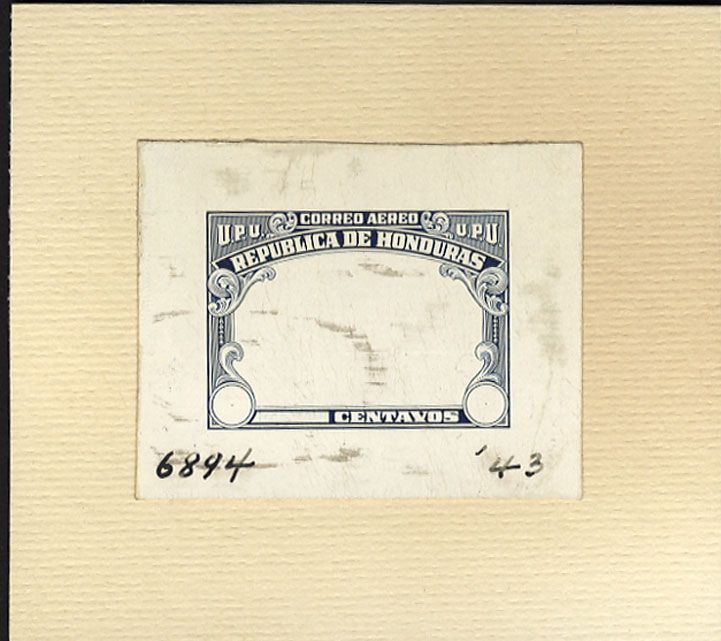 CORREO AEREO
U.P.U. U.P.U
REPUBLICA DE HONDURAS
CENTAVOS
6894 '43